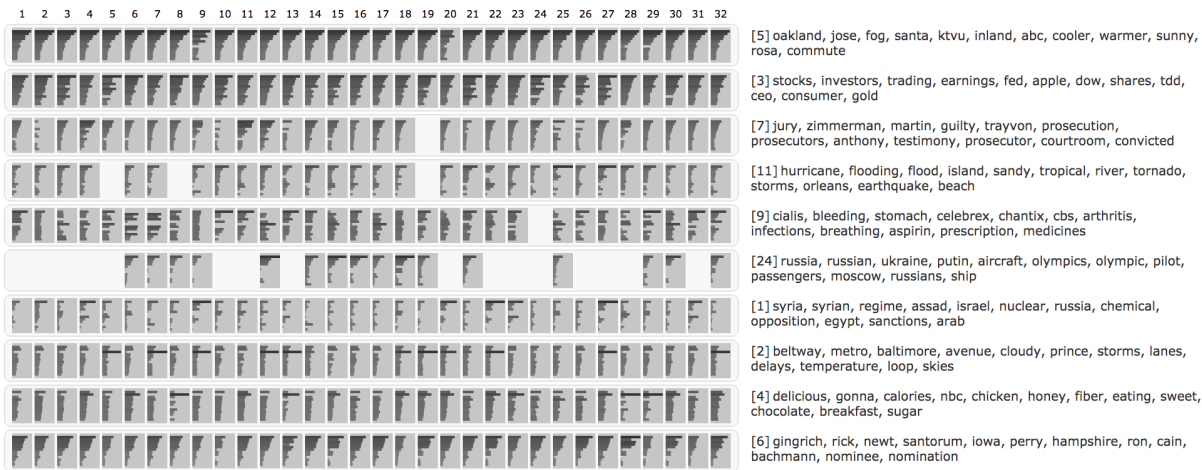 1 2 3 4 5 6 7 8 9 10 11 12 13 14 15 16 17 18 19 20 21 22 23 24 25 26 27 28 29 30 31 32
[5] oakland, jose, fog, santa, ktvu, inland, abc, cooler, warmer, sunny,
rosa, commute
[3] stocks, investors, trading, earnings, fed, apple, dow, shares, tdd,
ceo, consumer, gold
[7] jury, zimmerman, martin, guilty, trayvon, prosecution,
prosecutors, anthony, testimony, prosecutor, courtroom, convicted
[11] hurricane, flooding, flood, island, sandy, tropical, river, tornado,
storms, orleans, earthquake, beach
[9] cialis, bleeding, stomach, celebrex, chantix, cbs, arthritis,
infections, breathing, aspirin, prescription, medicines
[24] russia, russian, ukraine, putin, aircraft, olympics, olympic, pilot,
passengers, moscow, russians, ship
[1] syria, syrian, regime, assad, israel, nuclear, russia, chemical,
opposition, egypt, sanctions, arab
[2] beltway, metro, baltimore, avenue, cloudy, prince, storms, lanes,
delays, temperature, loop, skies
[4] delicious, gonna, calories, nbc, chicken, honey, fiber, eating, sweet,
chocolate, breakfast, sugar
[6] gingrich, rick, newt, santorum, iowa, perry, hampshire, ron, cain,
bachmann, nominee, nomination